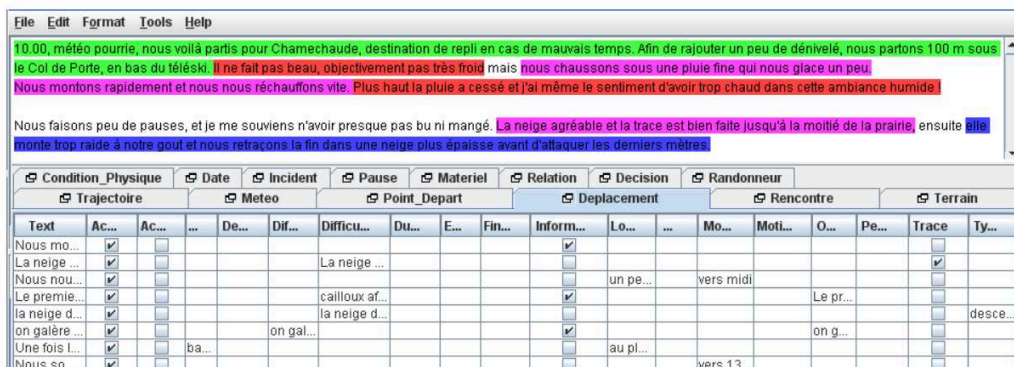 File Edit Format Tools Help
10.00, météo pourrie, nous voilà partis pour Chamechaude, destination de repli en cas de mauvais temps. Afin de rajouter un peu de dénivelé, nous partons 100 m sous
le Col de Porte, en bas du téléski. Il ne fait pas beau, objectivement pas très froid mais nous chaussons sous une pluie fine qui nous glace un peu.
Nous montons rapidement et nous nous réchauffons vite. Plus haut la pluie a cessé et j'ai même le sentiment d'avoir trop chaud dans cette ambiance humide !
Nous faisons peu de pauses, et je me souviens n'avoir presque pas bu ni mangé. La neige agréable et la trace est bien faite jusqu'à la moitié de la prairie, ensuite elle
monte trop raide à notre gout et nous retraçons la fin dans une neige plus épaisse avant d'attaquer les derniers mètres.
Condition_Physique Date Incident Pause Materiel Relation Decision Randonneur
Trajectoire Meteo Point_Depart Deplacement Rencontre Terrain
Text Ac... Ac... ... De... Dif... Difficu... Du... E... Fin... Inform... Lo... ... Mo... Moti... O... Pe... Trace Ty...
Nous mo...
La neige ... La neige ...
Nous nou... un pe... vers midi
Le premie... cailloux af... Le pr...
la neige d... la neige d... desce...
on galère ... on gal... on g...
Une fois l... ba... au pl...
Nous so... vers 13...